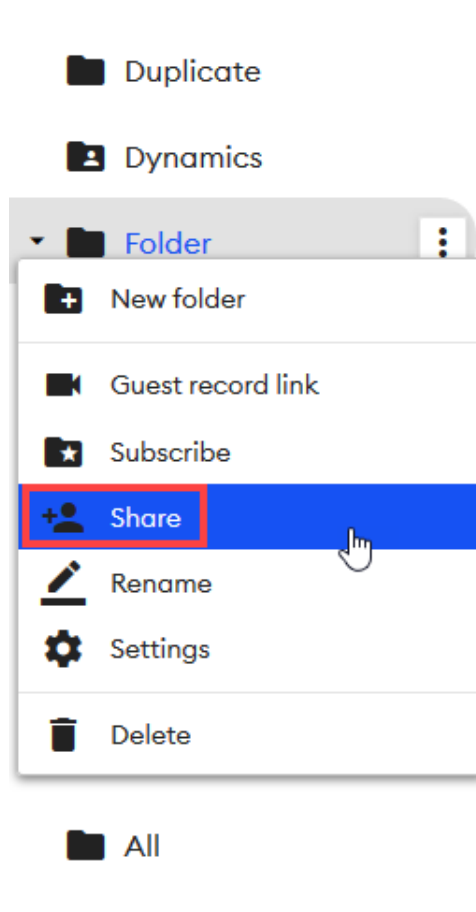 Duplicate
Dynamics
Folder
New folder
Guest record link
Subscribe
Share
Rename
Settings
Delete
All